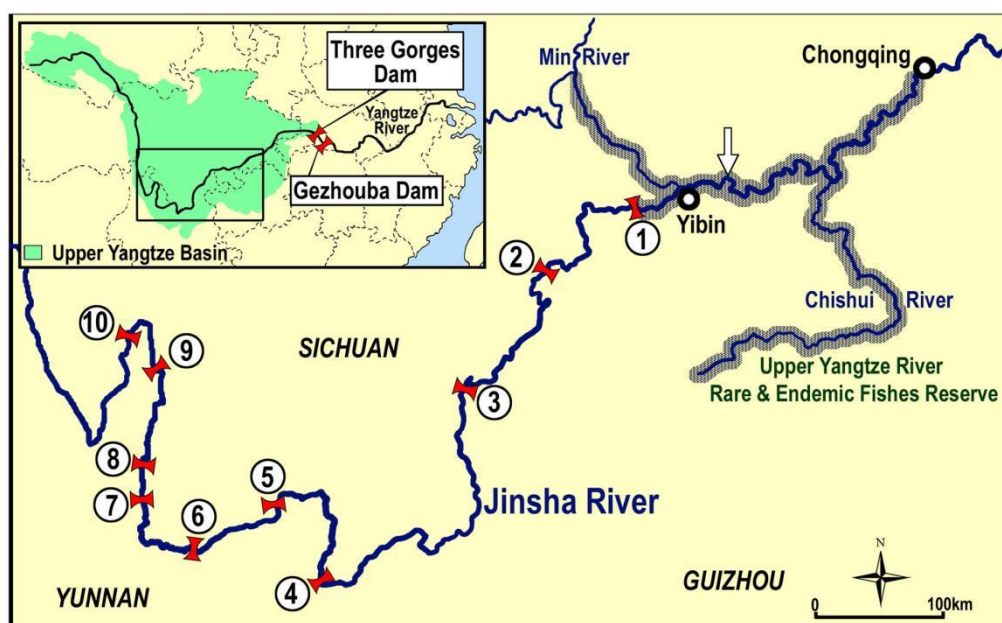 Three Gorges
Dam
Yangtze
River
Gezhouba Dam
Upper Yangtze Basin
Min River
Chongqing
Yibin
Chishui River
Upper Yangtze River
Rare & Endemic Fishes Reserve
1
2
3
10
9
SICHUAN
8
7
6
5
4
Jinsha River
YUNNAN
GUIZHOU
N
0 100km